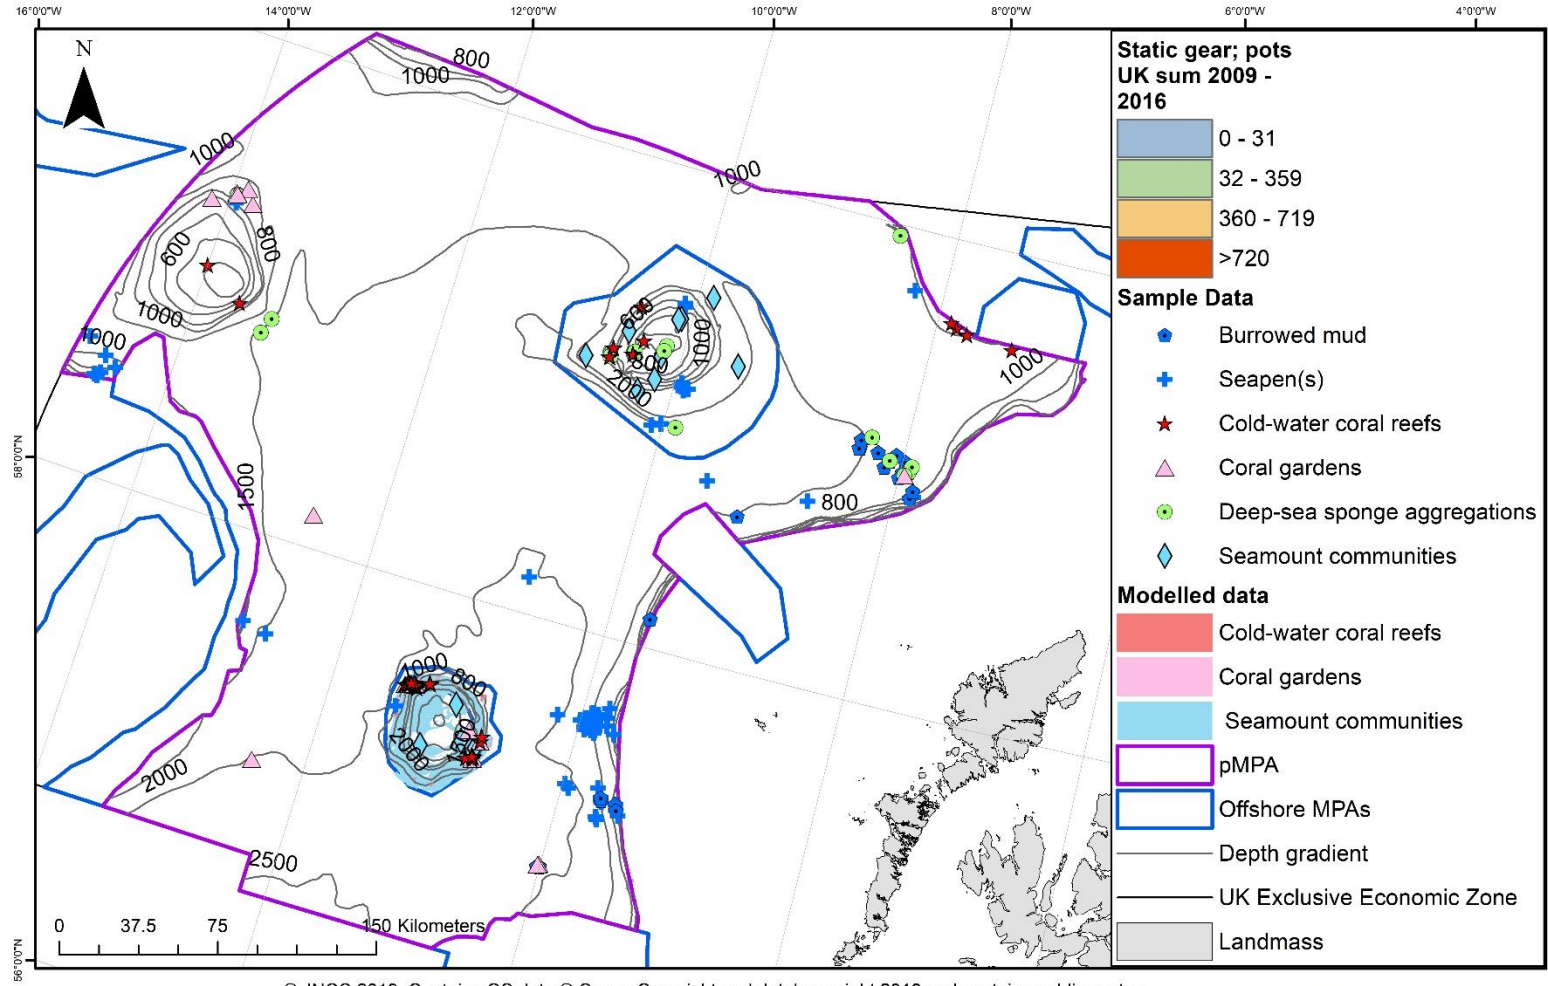 16°0'0"W 14°0'0"W 12°0'0"W 10°0'0"W 8°0'0"W 6°0'0"W 4°0'0"W
N
800
1000
1000
1000
800
600
1000
1000
600
1000
800
2000
1000
58°0'0"N
1500
800
1000
800
2000
2000
2500
0 37.5 75 150 Kilometers
56°0'0"N
Static gear; pots
UK sum 2009 -
2016
0 - 31
32 - 359
360 - 719
>720
Sample Data
Burrowed mud
Seapen(s)
Cold-water coral reefs
Coral gardens
Deep-sea sponge aggregations
Seamount communities
Modelled data
Cold-water coral reefs
Coral gardens
Seamount communities
pMPA
Offshore MPAs
Depth gradient
UK Exclusive Economic Zone
Landmass